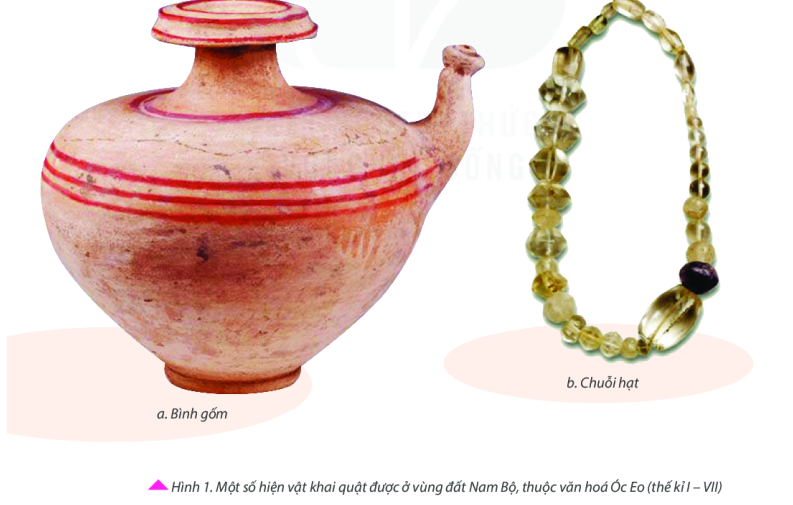 a. Bình gốm
b. Chuỗi hạt
Hình 1. Một số hiện vật khai quật được ở vùng đất Nam Bộ, thuộc văn hoá Óc Eo (thế kỉ I – VII)